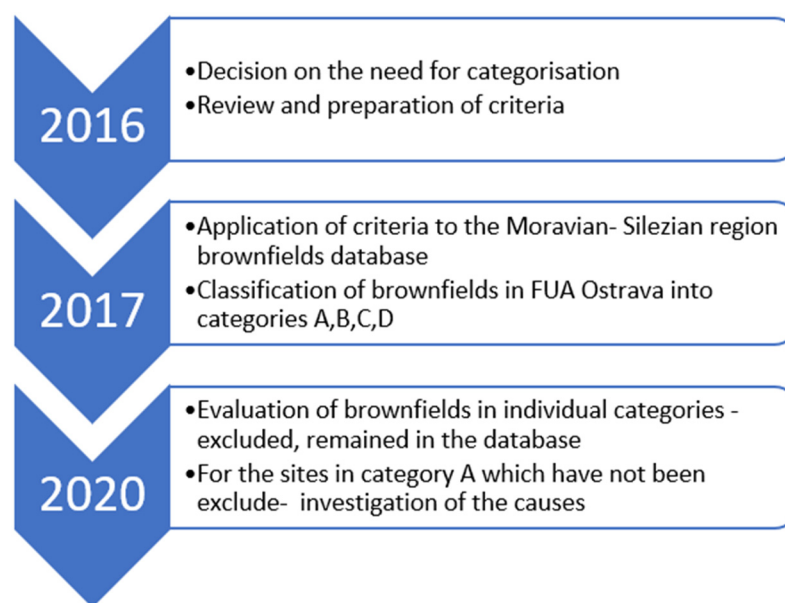 2016
•Decision on the need for categorisation
•Review and preparation of criteria
2017
•Application of criteria to the Moravian- Silezian region
brownfields database
•Classification of brownfields in FUA Ostrava into
categories A,B,C,D
2020
•Evaluation of brownfields in individual categories -
excluded, remained in the database
•For the sites in category A which have not been
exclude-  investigation of the causes